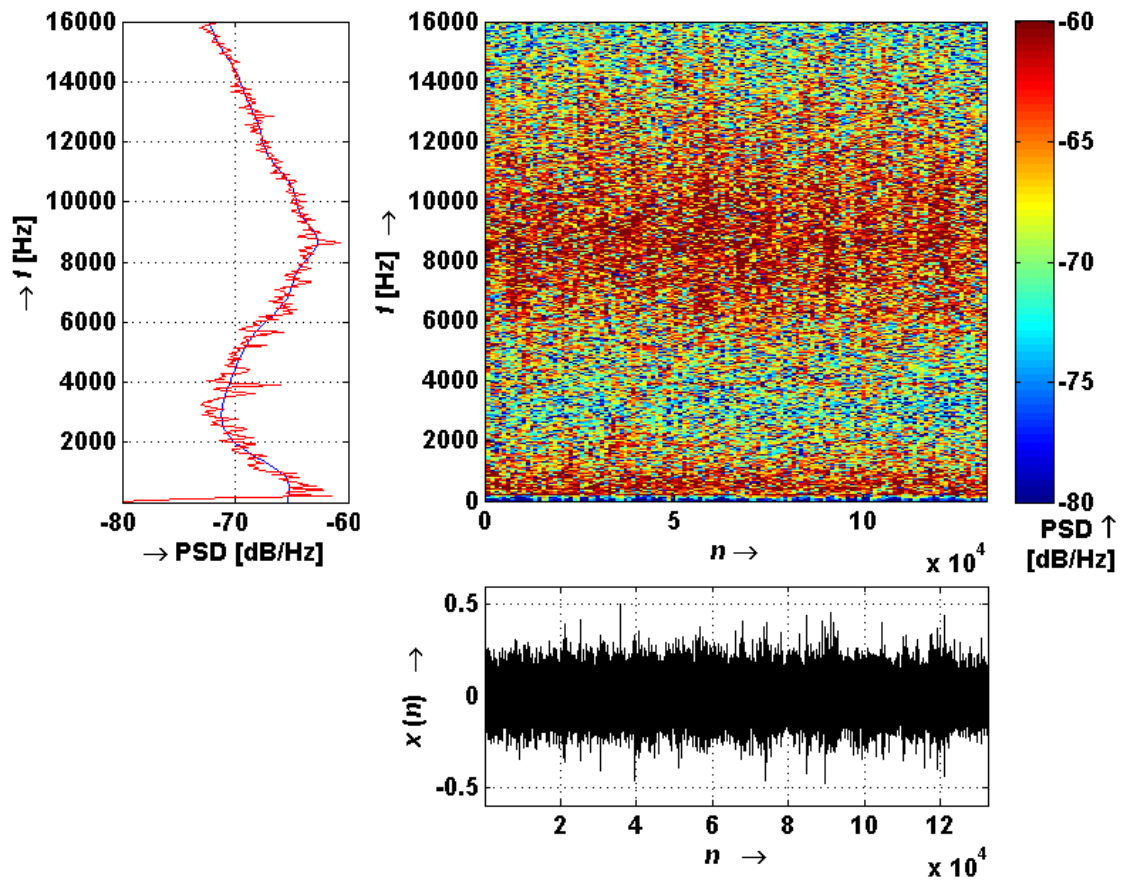 16000
14000
12000
10000
8000
6000
4000
2000
→ f [Hz]
-80 -70 -60
→ PSD [dB/Hz]
16000
14000
12000
10000
8000
6000
4000
2000
0
f [Hz] →
0 5 10
n →
x 10^4
-60
-65
-70
-75
-80
PSD ↑
[dB/Hz]
0.5
0
-0.5
x (n) →
2 4 6 8 10 12
n →
x 10^4